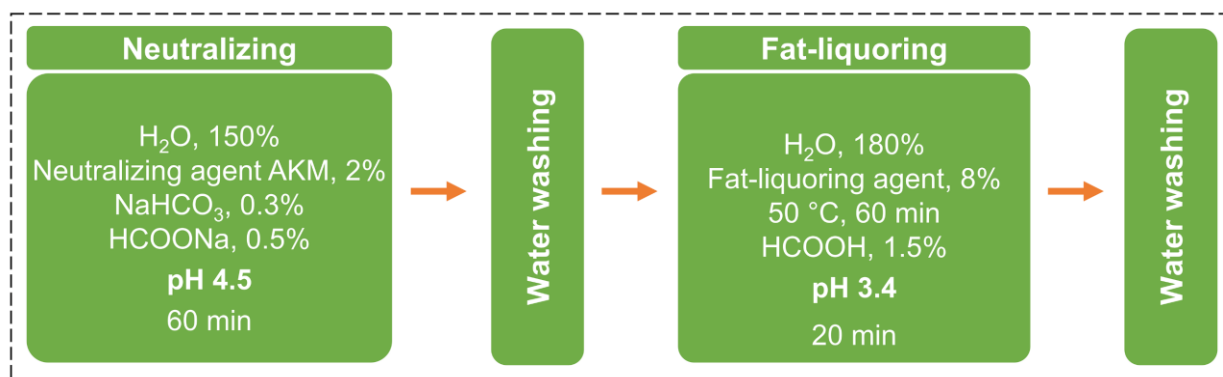 Neutralizing
H₂O, 150%
Neutralizing agent AKM, 2%
NaHCO₃, 0.3%
HCOONa, 0.5%
pH 4.5
60 min
Water washing
Fat-liquoring
H₂O, 180%
Fat-liquoring agent, 8%
50 °C, 60 min
HCOOH, 1.5%
pH 3.4
20 min
Water washing